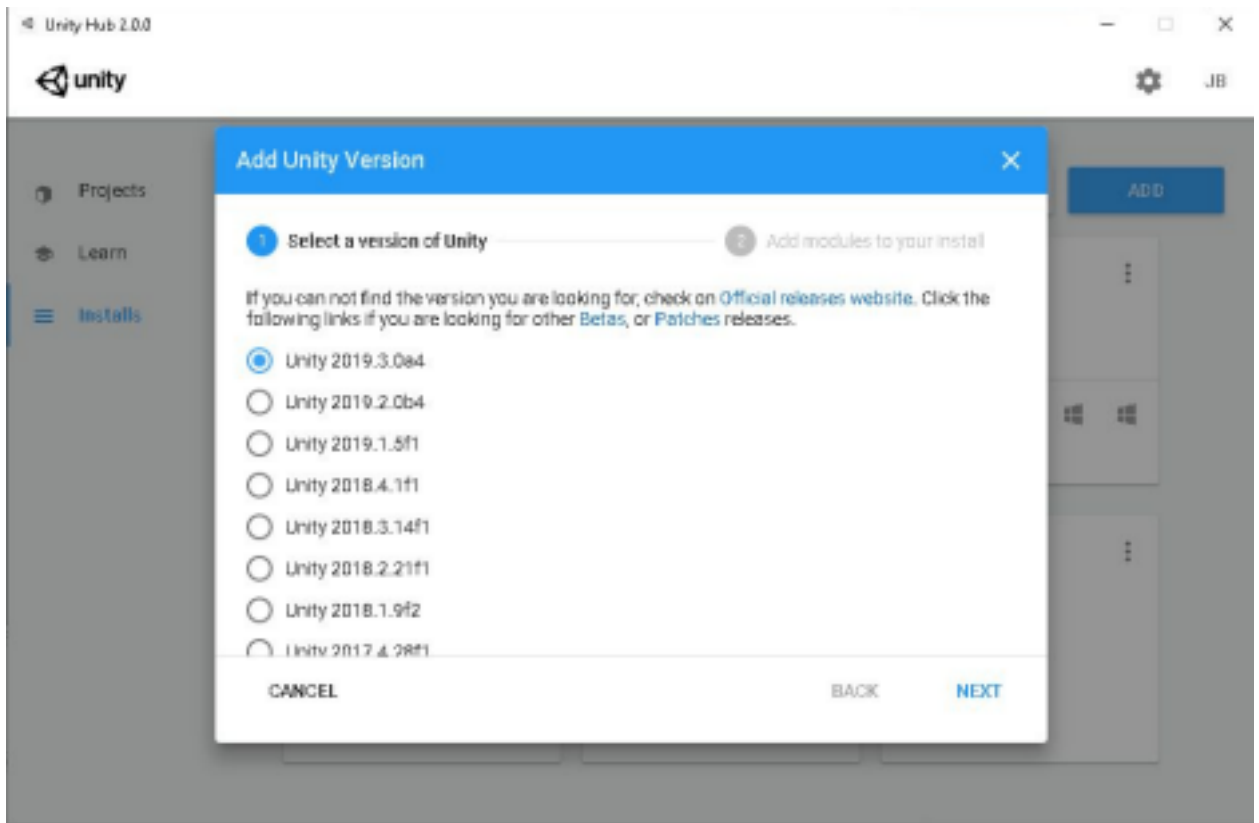 Unity Hub 2.0.0
unity
JB
Add Unity Version
Projects
ADD
1 Select a version of Unity
2 Add modules to your install
Learn
If you can not find the version you are looking for, check on Official releases website. Click the
following links if you are looking for other Betas, or Patches releases.
Installs
Unity 2019.3.0a4
Unity 2019.2.0b4
Unity 2019.1.5f1
Unity 2018.4.1f1
Unity 2018.3.14f1
Unity 2018.2.21f1
Unity 2018.1.9f2
Unity 2017.4.28f1
CANCEL
BACK
NEXT